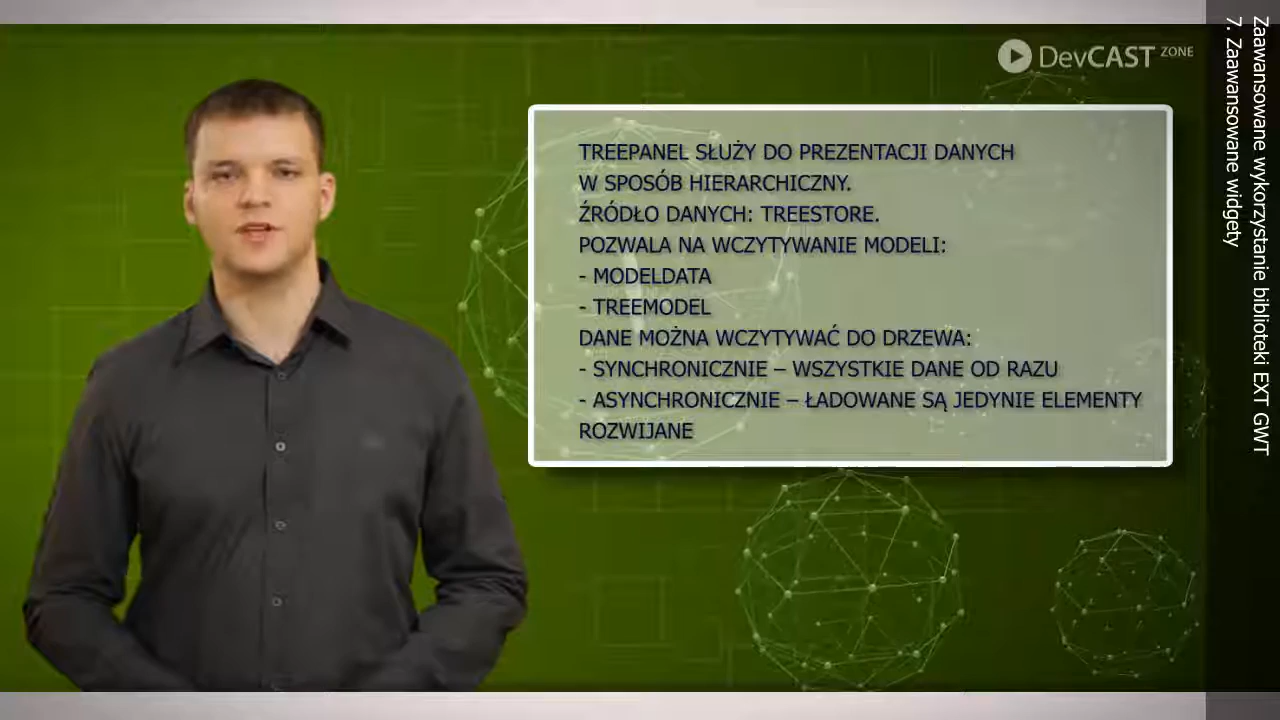 DevCAST ZONE
TREEPANEL SŁUŻY DO PREZENTACJI DANYCH
W SPOSÓB HIERARCHICZNY.
ŹRÓDŁO DANYCH: TREESTORE.
POZWALA NA WCZYTYWANIE MODELI:
- MODELDATA
- TREEMODEL
DANE MOŻNA WCZYTYWAĆ DO DRZEWA:
- SYNCHRONICZNIE – WSZYSTKIE DANE OD RAZU
- ASYNCHRONICZNIE – ŁADOWANE SĄ JEDYNIE ELEMENTY
ROZWIJANE
Zaawansowane wykorzystanie biblioteki EXT GWT
7. Zaawansowane widgety